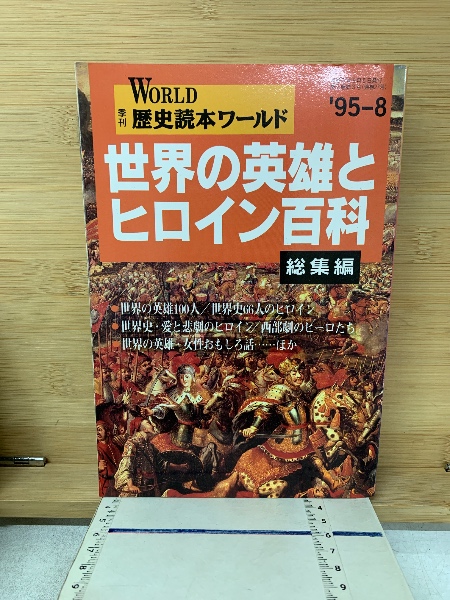 WORLD
季刊
歴史読本ワールド
'95-8
世界の英雄と
ヒロイン百科
総集編
世界の英雄100人／世界史66人のヒロイン
世界史・愛と悲劇のヒロイン／西部劇のヒーロたち
世界の英雄・女性おもしろ話……ほか